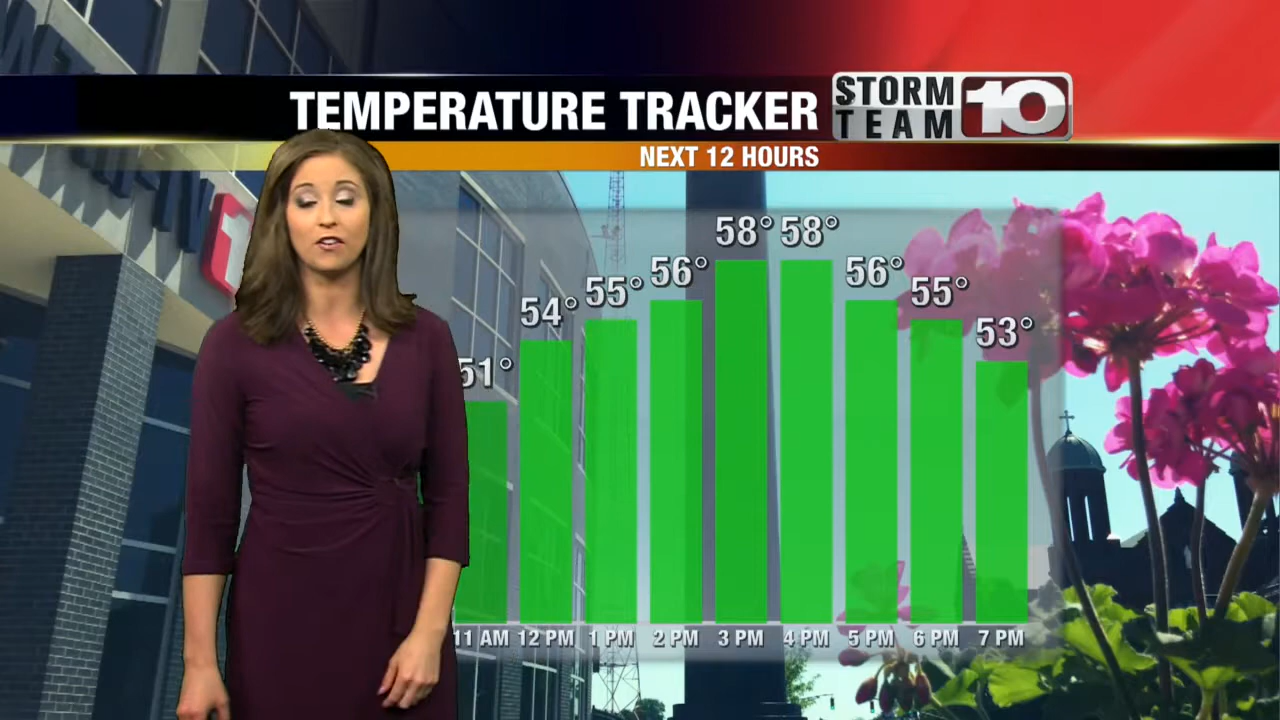 TEMPERATURE TRACKER
STORM
TEAM
10
NEXT 12 HOURS
58° 58°
56° 56°
55° 55°
54°
53°
51°
11 AM 12 PM 1 PM 2 PM 3 PM 4 PM 5 PM 6 PM 7 PM